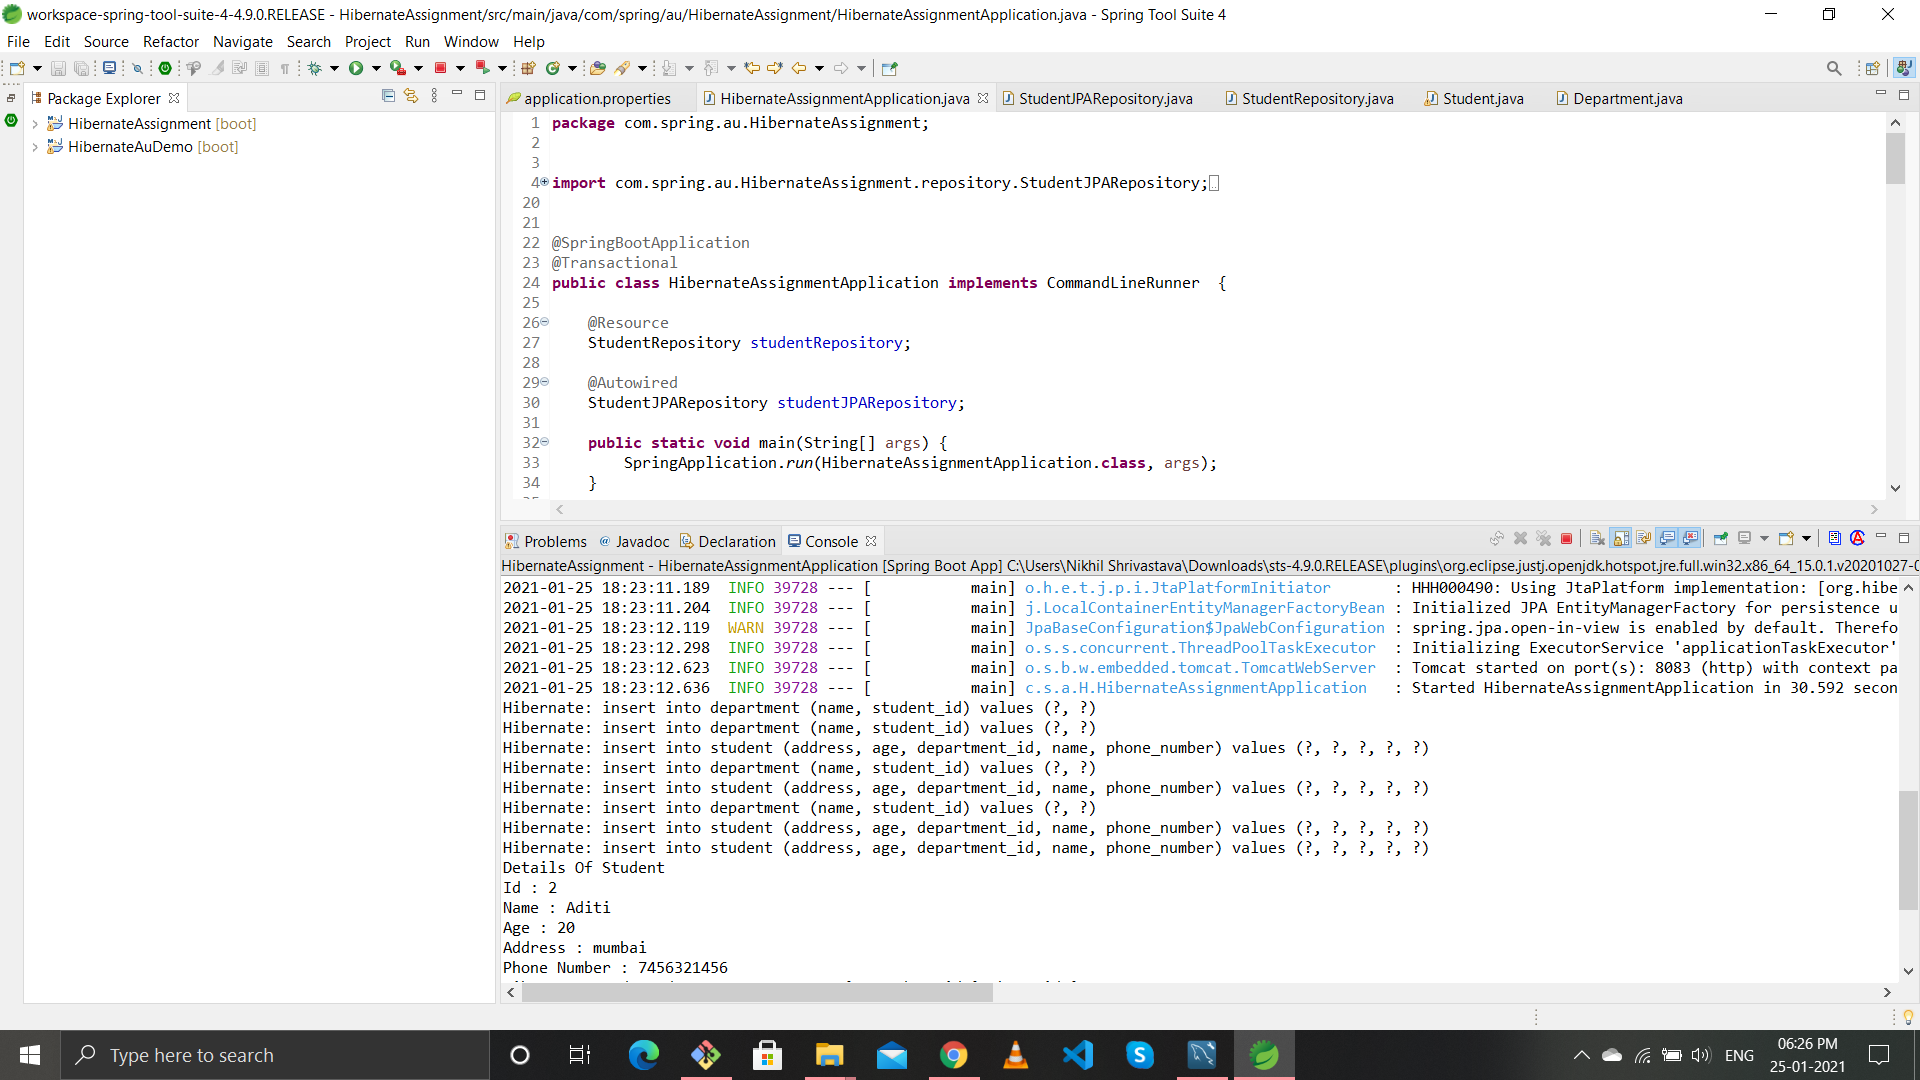 workspace-spring-tool-suite-4-4.9.0.RELEASE - HibernateAssignment/src/main/java/com/spring/au/HibernateAssignment/HibernateAssignmentApplication.java - Spring Tool Suite 4
File Edit Source Refactor Navigate Search Project Run Window Help
Package Explorer
HibernateAssignment [boot]
HibernateAuDemo [boot]
application.properties HibernateAssignmentApplication.java StudentJPARepository.java StudentRepository.java Student.java Department.java
1 package com.spring.au.HibernateAssignment;
2
3
4 import com.spring.au.HibernateAssignment.repository.StudentJPARepository;
20
21
22 @SpringBootApplication
23 @Transactional
24 public class HibernateAssignmentApplication implements CommandLineRunner {
25
26 @Resource
27 StudentRepository studentRepository;
28
29 @Autowired
30 StudentJPARepository studentJPARepository;
31
32 public static void main(String[] args) {
33 SpringApplication.run(HibernateAssignmentApplication.class, args);
34 }
Problems @ Javadoc Declaration Console
HibernateAssignment - HibernateAssignmentApplication [Spring Boot App] C:\Users\Nikhil Shrivastava\Downloads\sts-4.9.0.RELEASE\plugins\org.eclipse.justj.openjdk.hotspot.jre.full.win32.x86_64_15.0.1.v20201027-0
2021-01-25 18:23:11.189 INFO 39728 --- [ main] o.h.e.t.j.p.i.JtaPlatformInitiator : HHH000490: Using JtaPlatform implementation: [org.hibe
2021-01-25 18:23:11.204 INFO 39728 --- [ main] j.LocalContainerEntityManagerFactoryBean : Initialized JPA EntityManagerFactory for persistence u
2021-01-25 18:23:12.119 WARN 39728 --- [ main] JpaBaseConfiguration$JpaWebConfiguration : spring.jpa.open-in-view is enabled by default. Therefo
2021-01-25 18:23:12.298 INFO 39728 --- [ main] o.s.s.concurrent.ThreadPoolTaskExecutor : Initializing ExecutorService 'applicationTaskExecutor'
2021-01-25 18:23:12.623 INFO 39728 --- [ main] o.s.b.w.embedded.tomcat.TomcatWebServer : Tomcat started on port(s): 8083 (http) with context pa
2021-01-25 18:23:12.636 INFO 39728 --- [ main] c.s.a.H.HibernateAssignmentApplication : Started HibernateAssignmentApplication in 30.592 secon
Hibernate: insert into department (name, student_id) values (?, ?)
Hibernate: insert into department (name, student_id) values (?, ?)
Hibernate: insert into student (address, age, department_id, name, phone_number) values (?, ?, ?, ?, ?)
Hibernate: insert into department (name, student_id) values (?, ?)
Hibernate: insert into student (address, age, department_id, name, phone_number) values (?, ?, ?, ?, ?)
Hibernate: insert into department (name, student_id) values (?, ?)
Hibernate: insert into student (address, age, department_id, name, phone_number) values (?, ?, ?, ?, ?)
Hibernate: insert into student (address, age, department_id, name, phone_number) values (?, ?, ?, ?, ?)
Details Of Student
Id : 2
Name : Aditi
Age : 20
Address : mumbai
Phone Number : 7456321456
Type here to search
ENG
06:26 PM
25-01-2021